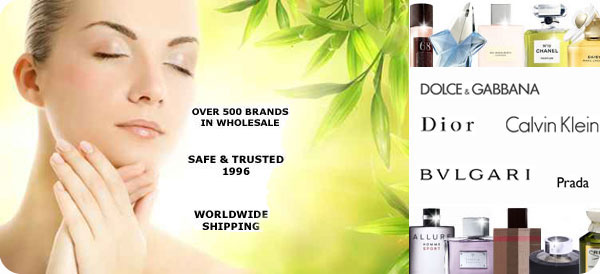 OVER 500 BRANDS
IN WHOLESALE
SAFE & TRUSTED
1996
WORLDWIDE
SHIPPING
68
N°5
CHANEL
DOLCE & GABBANA
Dior
Calvin Klein
BVLGARI
Prada
ALLURE
HOMME
SPORT